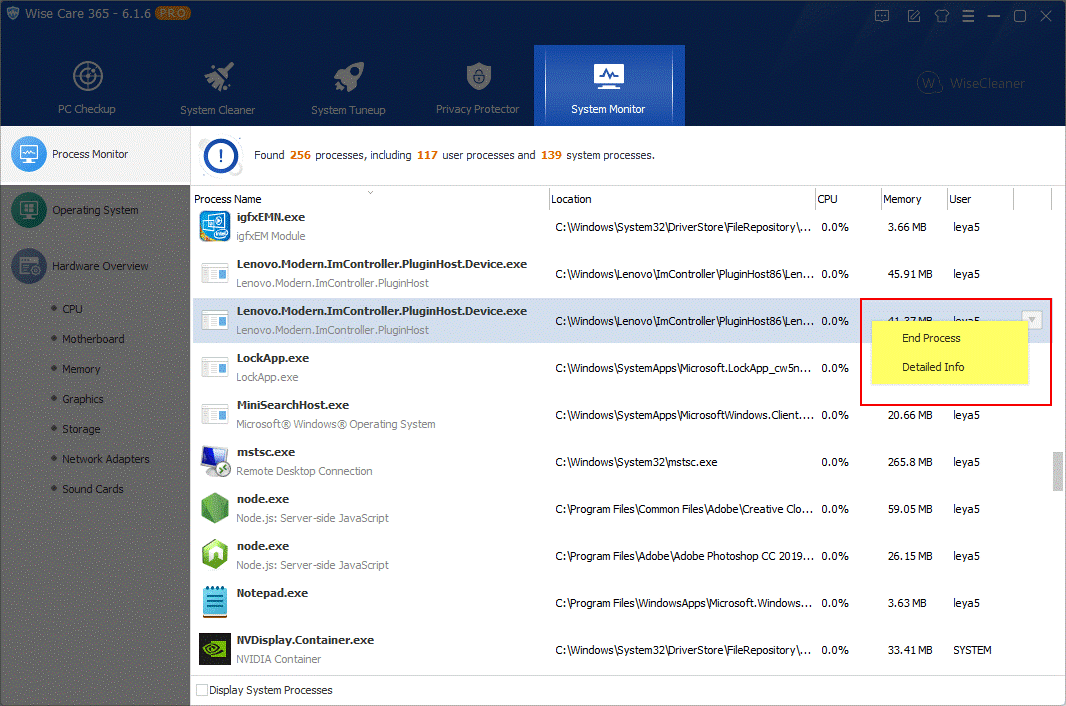 Wise Care 365 - 6.1.6 PRO
PC Checkup
System Cleaner
System Tuneup
Privacy Protector
System Monitor
W WiseCleaner
Process Monitor
Operating System
Hardware Overview
CPU
Motherboard
Memory
Graphics
Storage
Network Adapters
Sound Cards
Found 256 processes, including 117 user processes and 139 system processes.
Process Name Location CPU Memory User
igfxEMN.exe
igfxEM Module
C:\Windows\System32\DriverStore\FileRepository\... 0.0% 3.66 MB leya5
Lenovo.Modern.ImController.PluginHost.Device.exe
Lenovo.Modern.ImController.PluginHost
C:\Windows\Lenovo\ImController\PluginHost86\Len... 0.0% 45.91 MB leya5
Lenovo.Modern.ImController.PluginHost.Device.exe
Lenovo.Modern.ImController.PluginHost
C:\Windows\Lenovo\ImController\PluginHost86\Len... 0.0% 41.37 MB leya5
End Process
Detailed Info
LockApp.exe
LockApp.exe
C:\Windows\SystemApps\Microsoft.LockApp_cw5n... 0.0%
MiniSearchHost.exe
Microsoft® Windows® Operating System
C:\Windows\SystemApps\MicrosoftWindows.Client.... 0.0% 20.66 MB leya5
mstsc.exe
Remote Desktop Connection
C:\Windows\System32\mstsc.exe 0.0% 265.8 MB leya5
node.exe
Node.js: Server-side JavaScript
C:\Program Files\Common Files\Adobe\Creative Clo... 0.0% 59.05 MB leya5
node.exe
Node.js: Server-side JavaScript
C:\Program Files\Adobe\Adobe Photoshop CC 2019... 0.0% 26.15 MB leya5
Notepad.exe
C:\Program Files\WindowsApps\Microsoft.Windows... 0.0% 3.63 MB leya5
NVDisplay.Container.exe
NVIDIA Container
C:\Windows\System32\DriverStore\FileRepository\... 0.0% 33.41 MB SYSTEM
Display System Processes